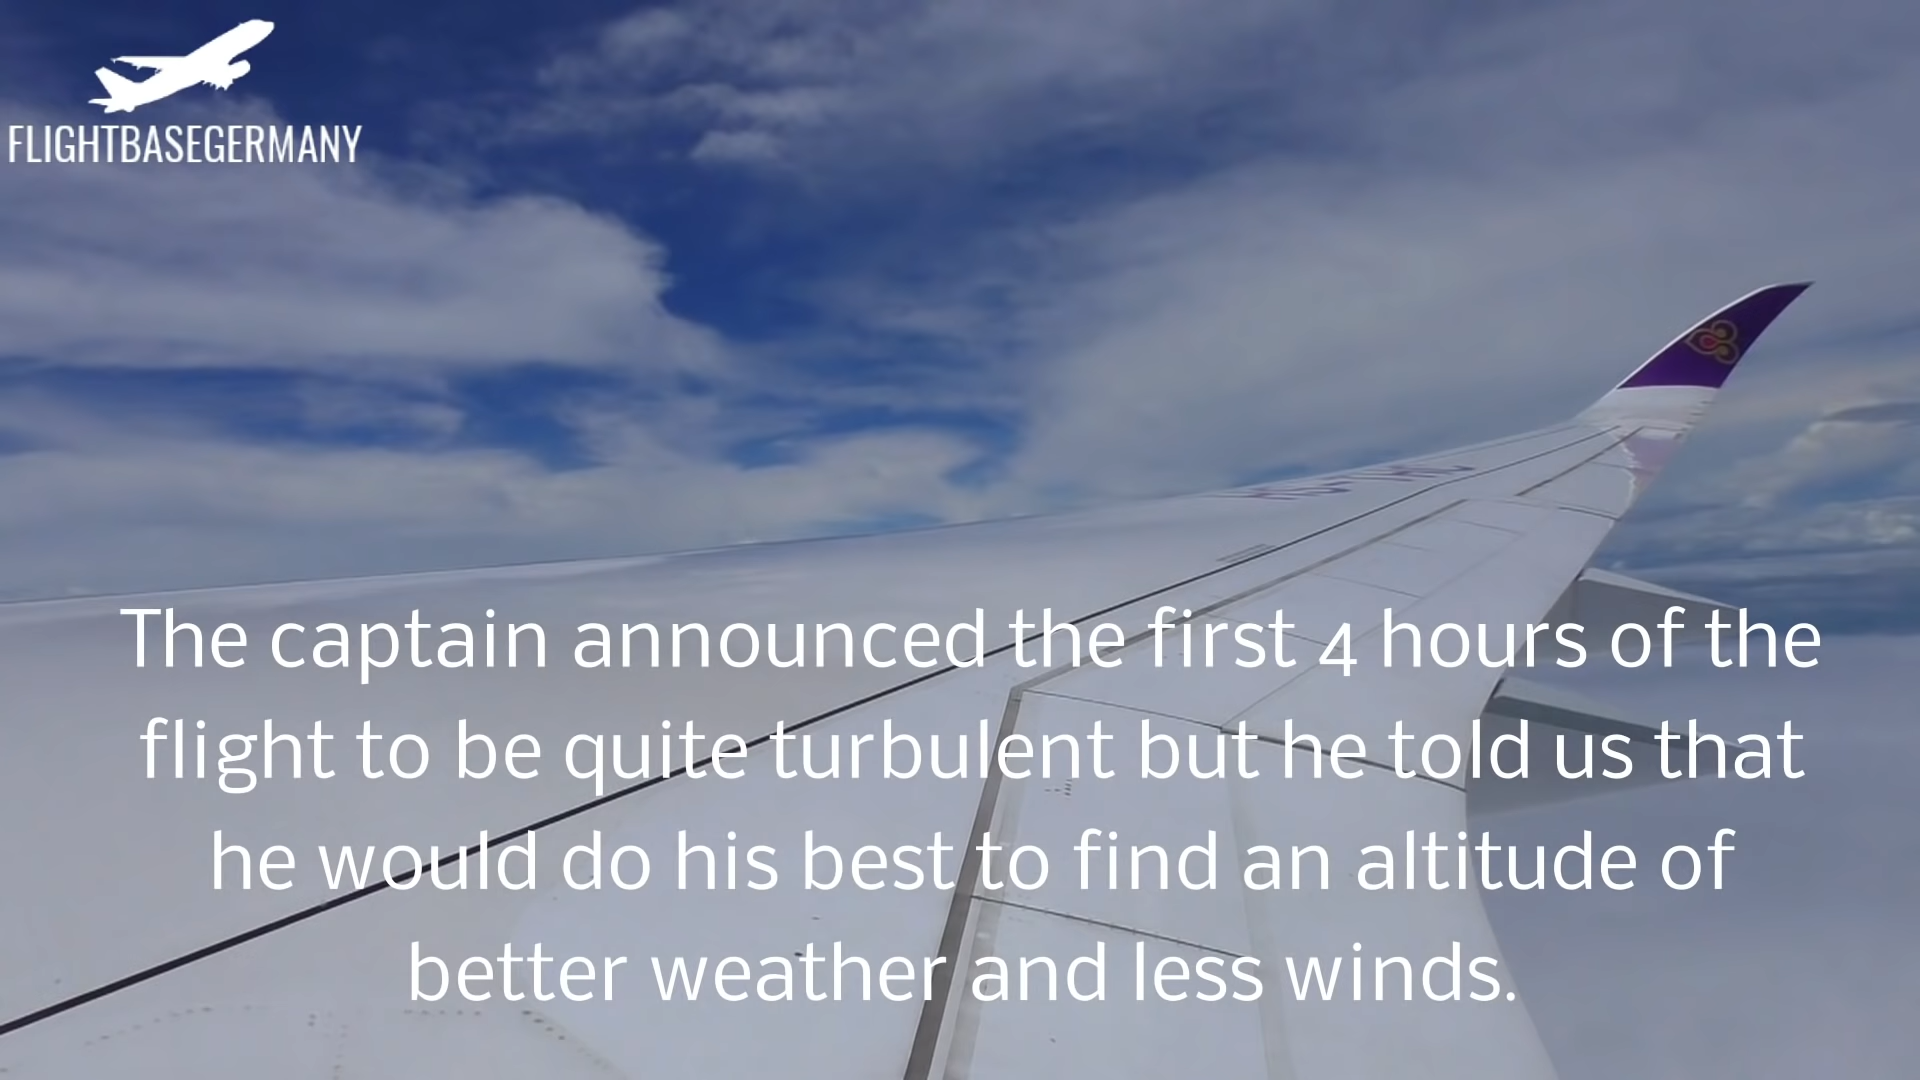 FLIGHTBASEGERMANY
The captain announced the first 4 hours of the
flight to be quite turbulent but he told us that
he would do his best to find an altitude of
better weather and less winds.